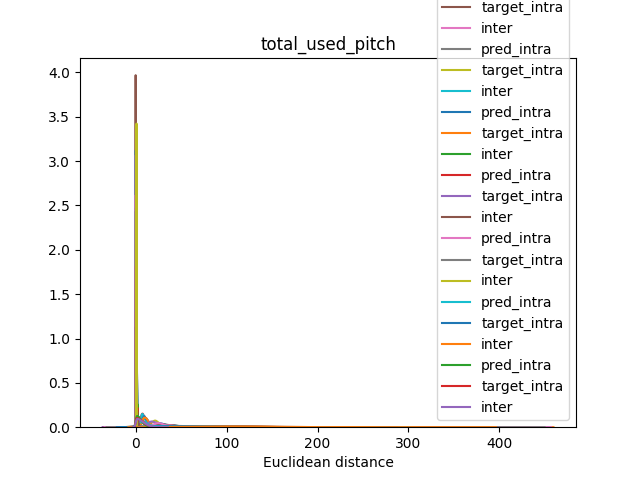 target_intra
inter
total_used_pitch
pred_intra
target_intra
inter
pred_intra
target_intra
inter
pred_intra
target_intra
inter
pred_intra
target_intra
inter
pred_intra
target_intra
inter
pred_intra
target_intra
inter
4.0
3.5
3.0
2.5
2.0
1.5
1.0
0.5
0.0
0
100
200
300
400
Euclidean distance